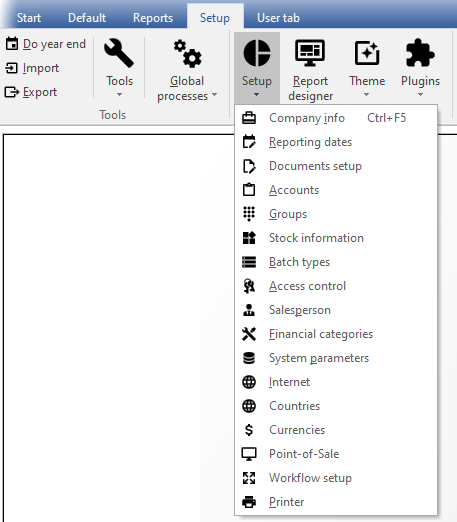 Start Default Reports Setup User tab
Do year end
Import
Export
Tools
Global
processes
Setup
Report
designer
Theme
Plugins
Tools
Company info Ctrl+F5
Reporting dates
Documents setup
Accounts
Groups
Stock information
Batch types
Access control
Salesperson
Financial categories
System parameters
Internet
Countries
Currencies
Point-of-Sale
Workflow setup
Printer